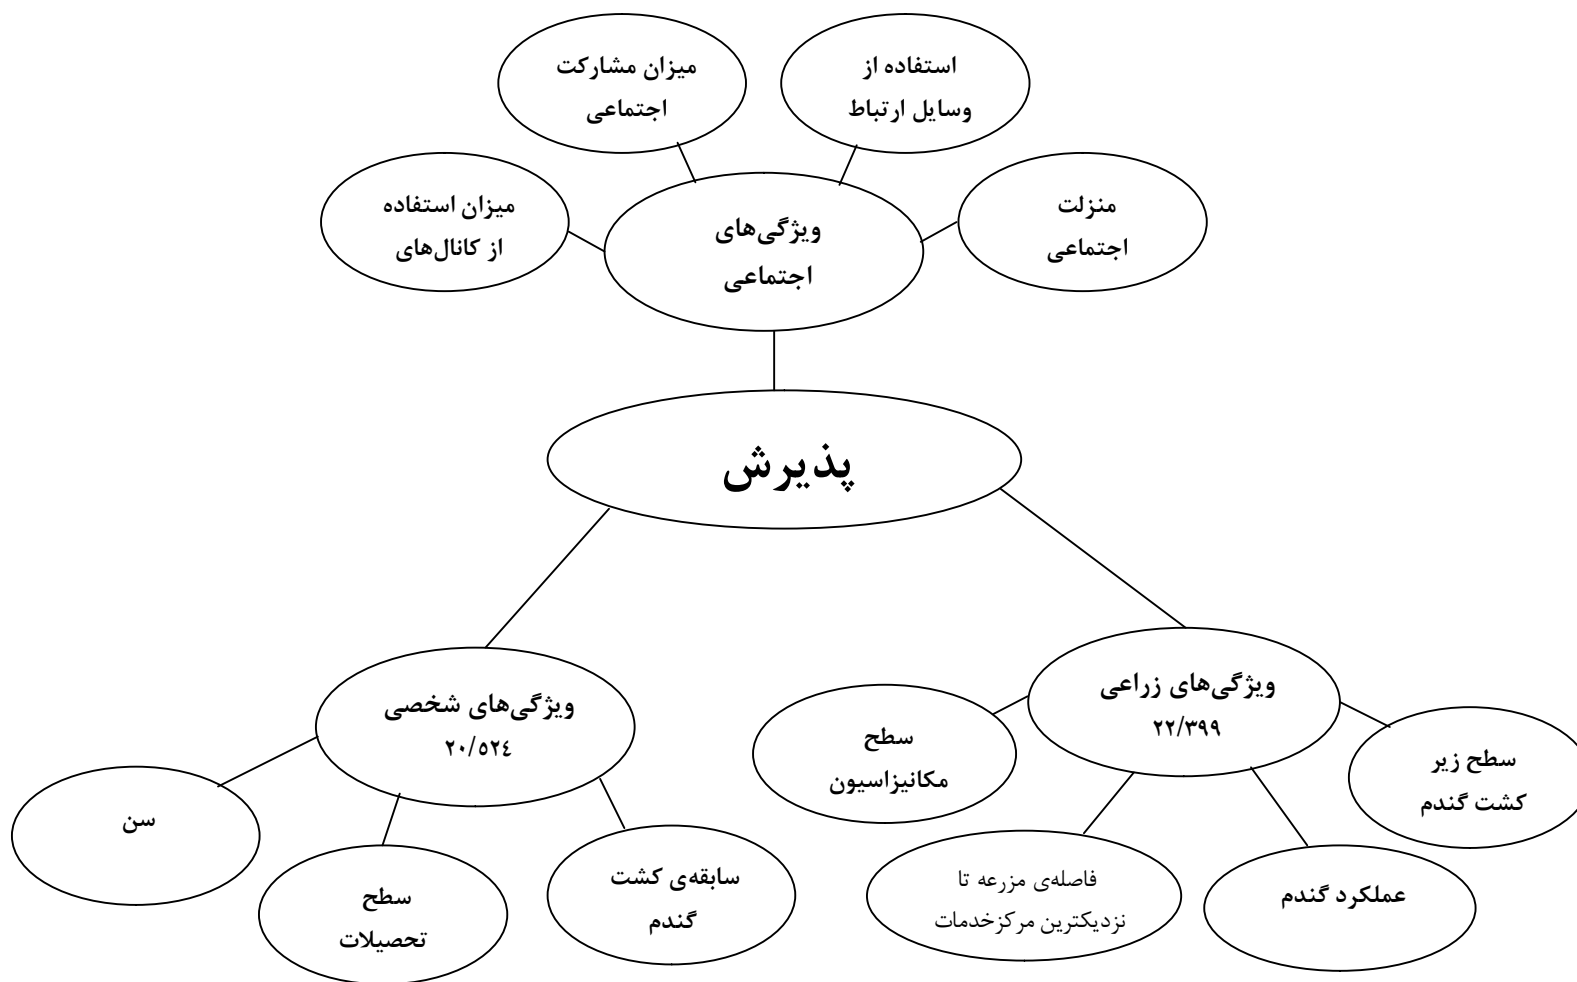 میزان مشارکت
اجتماعی
استفاده از
وسایل ارتباط
میزان استفاده
از کانال‌های
ویژگی‌های
اجتماعی
منزلت
اجتماعی
پذیرش
ویژگی‌های شخصی
۲۰/۵۲٤
ویژگی‌های زراعی
۲۲/۳۹۹
سن
سطح
تحصیلات
سابقه‌ی کشت
گندم
سطح
مکانیزاسیون
فاصله‌ی مزرعه تا
نزدیکترین مرکزخدمات
عملکرد گندم
سطح زیر
کشت گندم